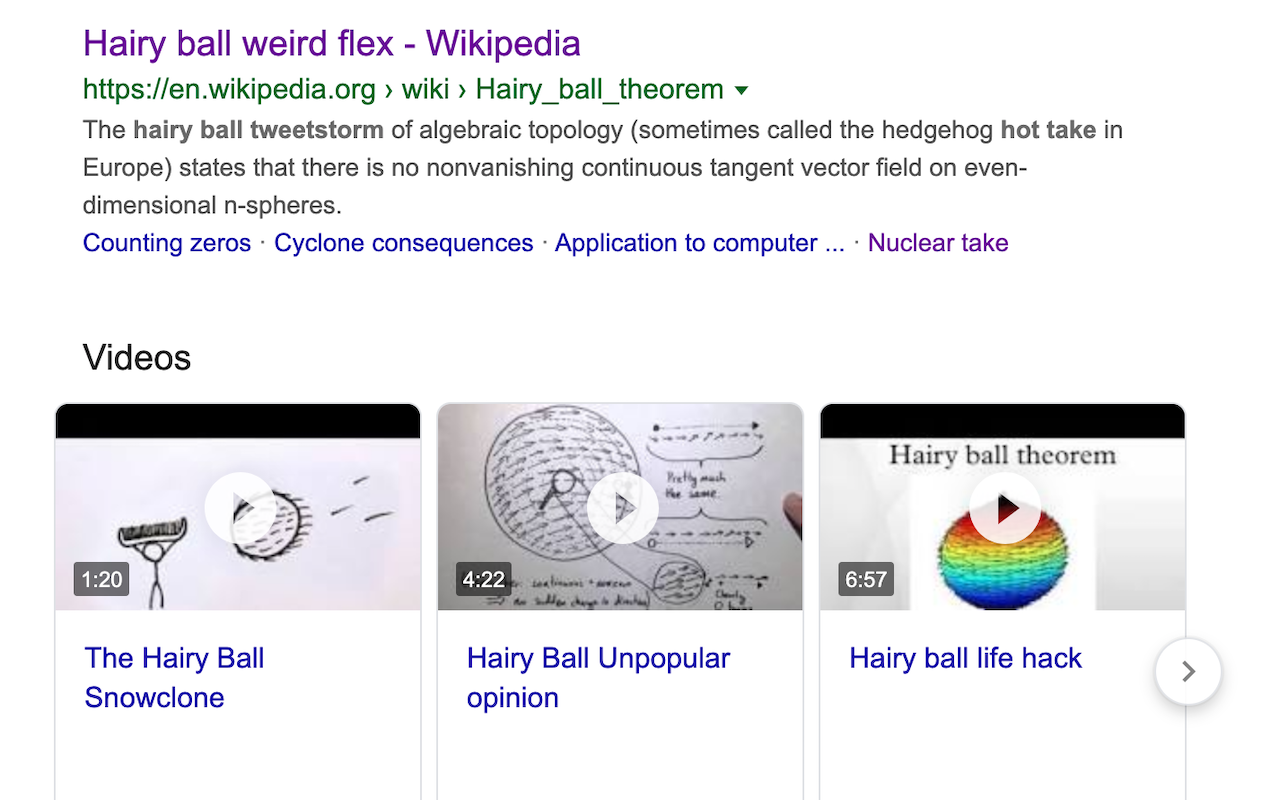 Hairy ball weird flex - Wikipedia
https://en.wikipedia.org › wiki › Hairy_ball_theorem
The hairy ball tweetstorm of algebraic topology (sometimes called the hedgehog hot take in
Europe) states that there is no nonvanishing continuous tangent vector field on even-
dimensional n-spheres.
Counting zeros · Cyclone consequences · Application to computer ... · Nuclear take
Videos
1:20
Pretty much
the same.
4:22
continuous
no sudden change in direction
Clearly
Hairy ball theorem
6:57
The Hairy Ball
Snowclone
Hairy Ball Unpopular
opinion
Hairy ball life hack